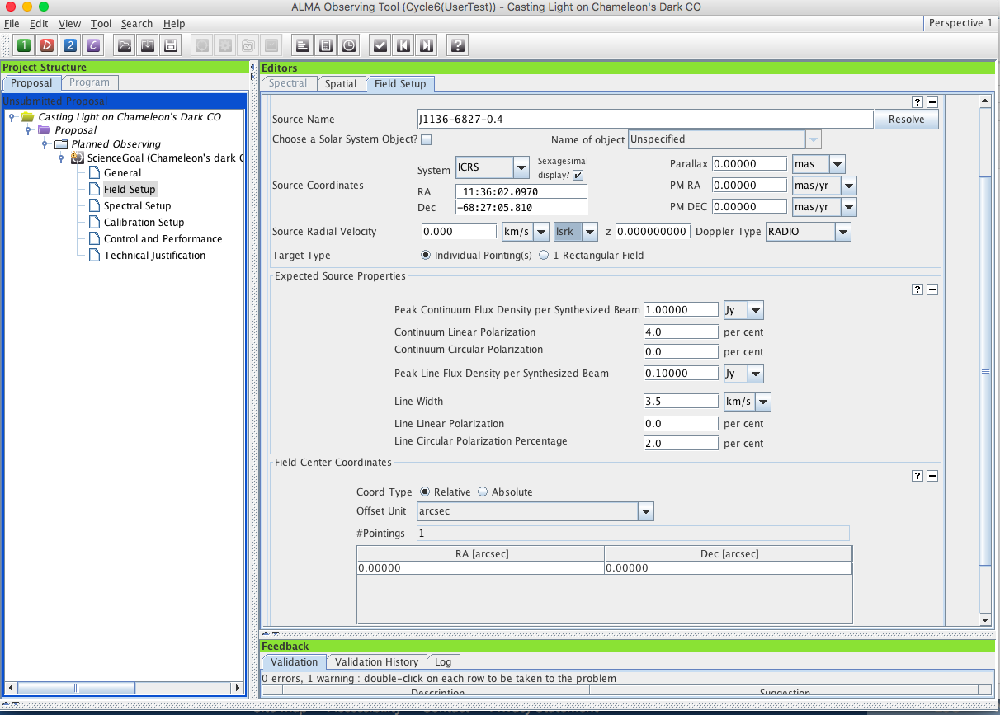 ALMA Observing Tool (Cycle6(UserTest)) - Casting Light on Chameleon's Dark CO
File Edit View Tool Search Help
Perspective 1
1 D 2 C ?
Project Structure
Proposal Program
Unsubmitted Proposal
Casting Light on Chameleon's Dark CO
Proposal
Planned Observing
ScienceGoal (Chameleon's dark C
General
Field Setup
Spectral Setup
Calibration Setup
Control and Performance
Technical Justification
Editors
Spectral Spatial Field Setup
?
Source Name J1136-6827-0.4 Resolve
Choose a Solar System Object? Name of object Unspecified
Source Coordinates
System ICRS Sexagesimal display?
RA 11:36:02.0970
Dec -68:27:05.810
Parallax 0.00000 mas
PM RA 0.00000 mas/yr
PM DEC 0.00000 mas/yr
Source Radial Velocity 0.000 km/s lsrk z 0.000000000 Doppler Type RADIO
Target Type Individual Pointing(s) 1 Rectangular Field
Expected Source Properties
?
Peak Continuum Flux Density per Synthesized Beam 1.00000 Jy
Continuum Linear Polarization 4.0 per cent
Continuum Circular Polarization 0.0 per cent
Peak Line Flux Density per Synthesized Beam 0.10000 Jy
Line Width 3.5 km/s
Line Linear Polarization 0.0 per cent
Line Circular Polarization Percentage 2.0 per cent
Field Center Coordinates
?
Coord Type Relative Absolute
Offset Unit arcsec
#Pointings 1
RA [arcsec] Dec [arcsec]
0.00000 0.00000
Feedback
Validation Validation History Log
0 errors, 1 warning : double-click on each row to be taken to the problem
Description Suggestion